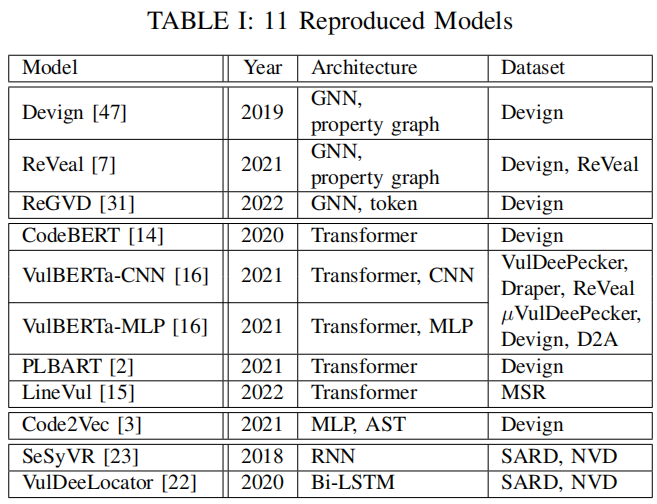 TABLE I: 11 Reproduced Models
Model Year Architecture Dataset
Devign [47] 2019 GNN, property graph Devign
ReVeal [7] 2021 GNN, property graph Devign, ReVeal
ReGVD [31] 2022 GNN, token Devign
CodeBERT [14] 2020 Transformer Devign
VulBERTa-CNN [16] 2021 Transformer, CNN VulDeePecker, Draper, ReVeal
VulBERTa-MLP [16] 2021 Transformer, MLP μVulDeePecker, Devign, D2A
PLBART [2] 2021 Transformer Devign
LineVul [15] 2022 Transformer MSR
Code2Vec [3] 2021 MLP, AST Devign
SeSyVR [23] 2018 RNN SARD, NVD
VulDeeLocator [22] 2020 Bi-LSTM SARD, NVD